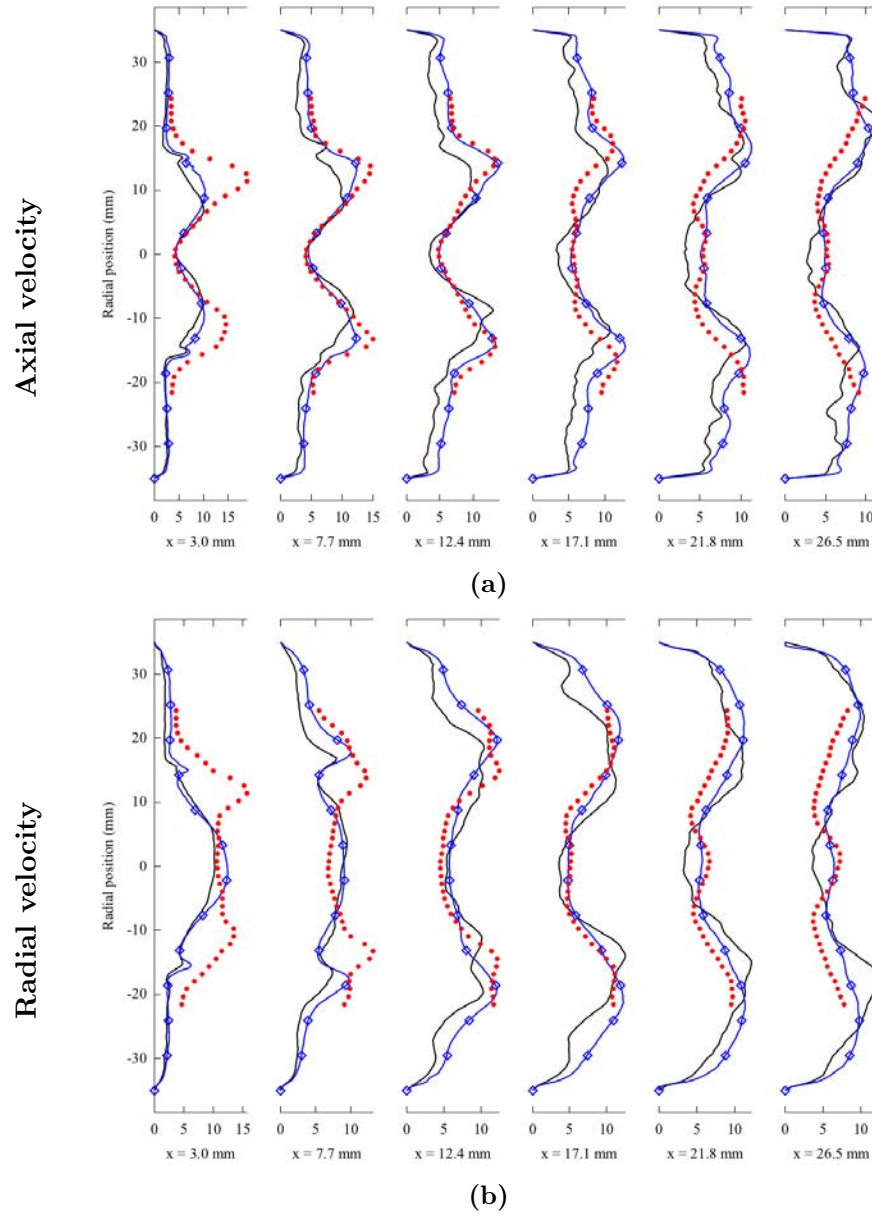 Axial velocity
Radial position (mm)
30
20
10
0
-10
-20
-30
0 5 10 15
0 5 10 15
0 5 10
0 5 10
0 5 10
0 5 10
x = 3.0 mm
x = 7.7 mm
x = 12.4 mm
x = 17.1 mm
x = 21.8 mm
x = 26.5 mm
(a)
Radial velocity
Radial position (mm)
30
20
10
0
-10
-20
-30
0 5 10 15
0 5 10
0 5 10
0 5 10
0 5 10
0 5 10
x = 3.0 mm
x = 7.7 mm
x = 12.4 mm
x = 17.1 mm
x = 21.8 mm
x = 26.5 mm
(b)